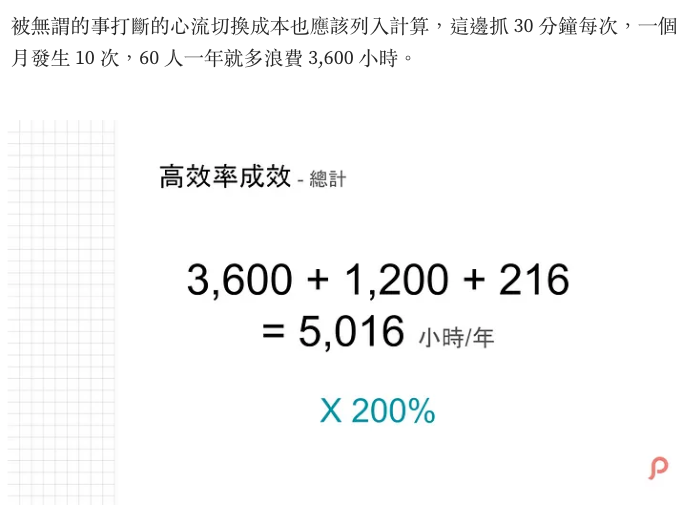 被無謂的事打斷的心流切換成本也應該列入計算，這邊抓 30 分鐘每次，一個
月發生 10 次，60 人一年就多浪費 3,600 小時。
高效率成效 - 總計
3,600 + 1,200 + 216
= 5,016 小時/年
X 200%